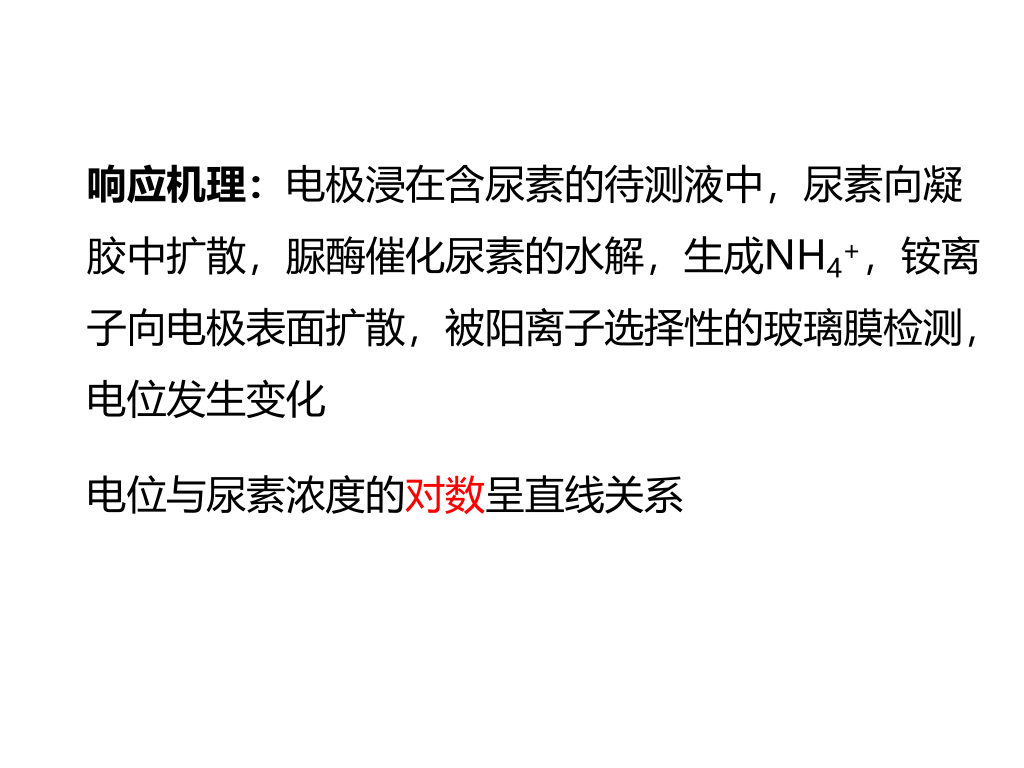 响应机理：电极浸在含尿素的待测液中，尿素向凝
胶中扩散，脲酶催化尿素的水解，生成NH₄⁺，铵离
子向电极表面扩散，被阳离子选择性的玻璃膜检测，
电位发生变化
电位与尿素浓度的对数呈直线关系